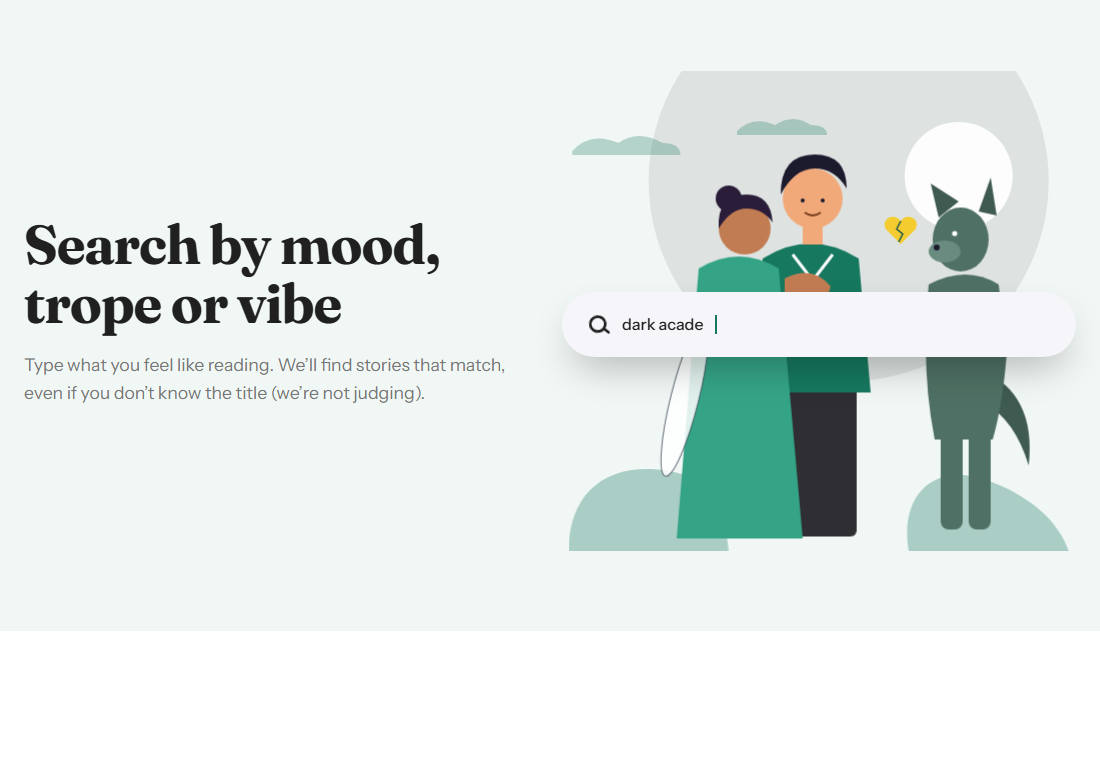 Search by mood,
trope or vibe
Type what you feel like reading. We’ll find stories that match,
even if you don’t know the title (we’re not judging).
dark acade